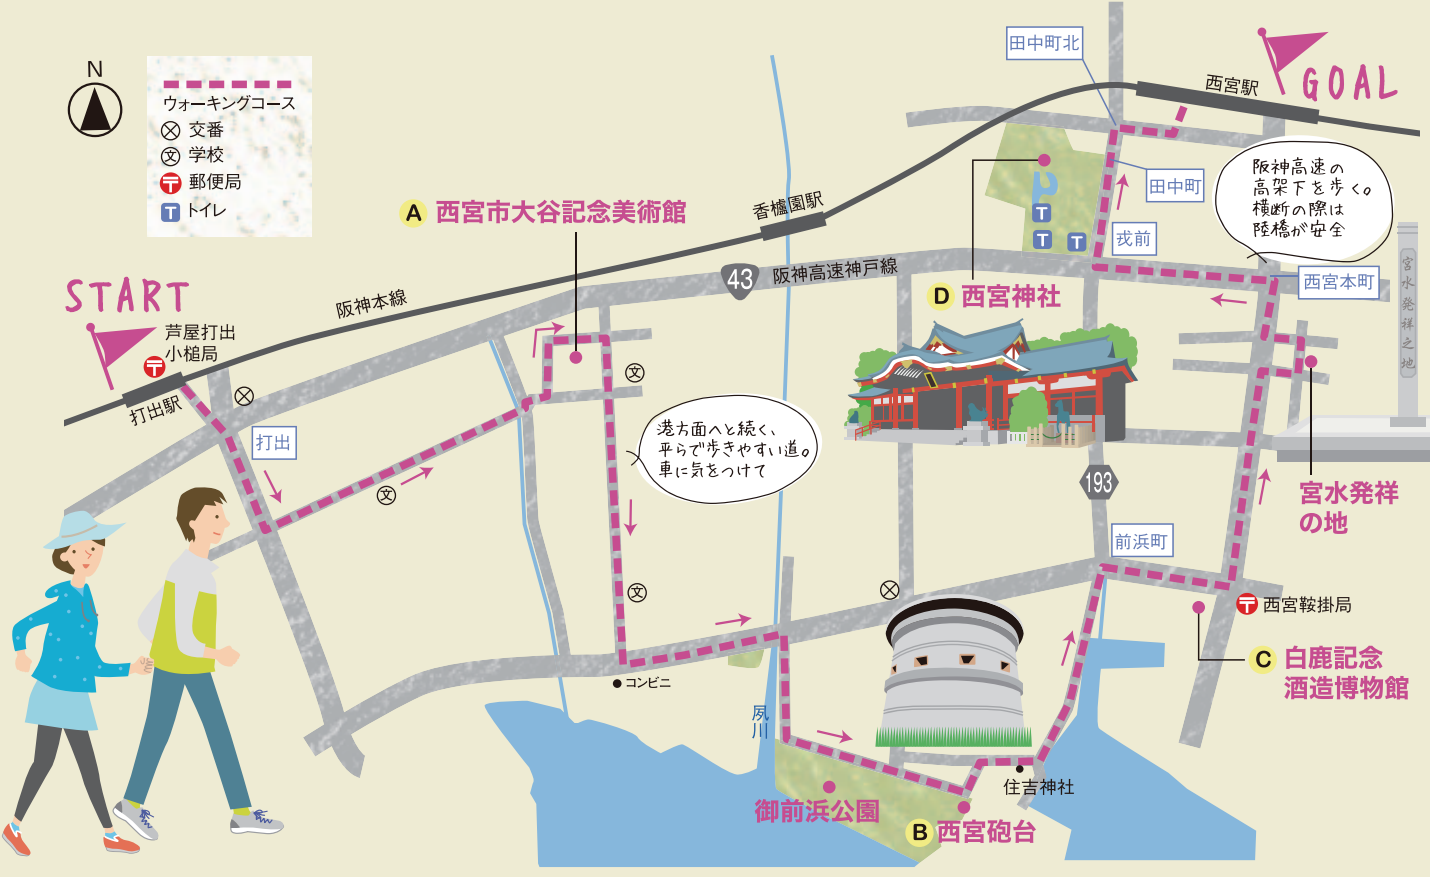 N
ウォーキングコース
交番
文
学校
郵便局
T
トイレ
START
芦屋打出
小槌局
打出駅
打出
阪神本線
A
西宮市大谷記念美術館
43
阪神高速神戸線
香櫨園駅
田中町北
西宮駅
GOAL
阪神高速の
高架下を歩く。
横断の際は
陸橋が安全
田中町
戎前
T
T
T
D
西宮神社
西宮本町
宮水発祥之地
文
文
文
港方面へと続く、
平らで歩きやすい道。
車に気をつけて
193
宮水発祥
の地
前浜町
西宮鞍掛局
C
白鹿記念
酒造博物館
コンビニ
夙川
住吉神社
御前浜公園
B
西宮砲台